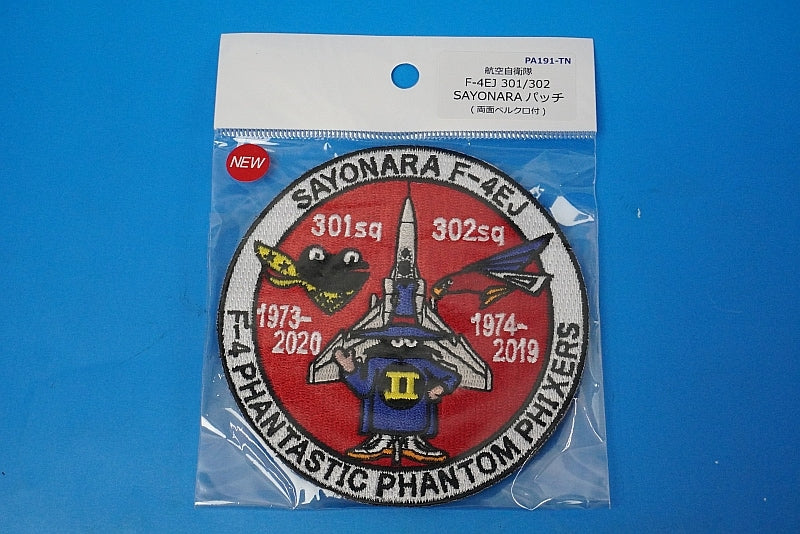 PA191-TN
航空自衛隊
F-4EJ 301/302
SAYONARA パッチ
(両面ベルクロ付)
NEW
SAYONARA F-4EJ
301sq
302sq
1973-
2020
1974-
2019
II
F-4 PHANTASTIC PHANTOM PHIXERS